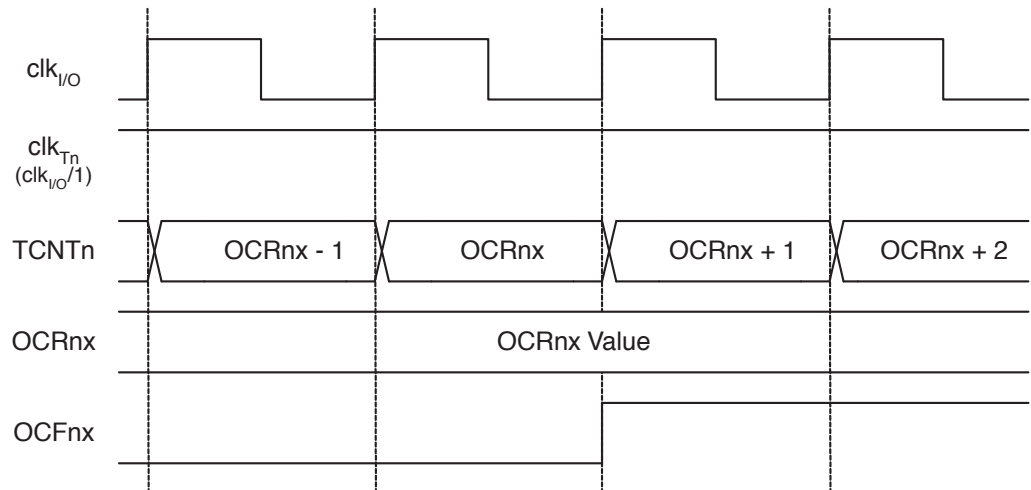 clkI/O
clkTn
(clkI/O/1)
TCNTn OCRnx - 1 OCRnx OCRnx + 1 OCRnx + 2
OCRnx OCRnx Value
OCFnx